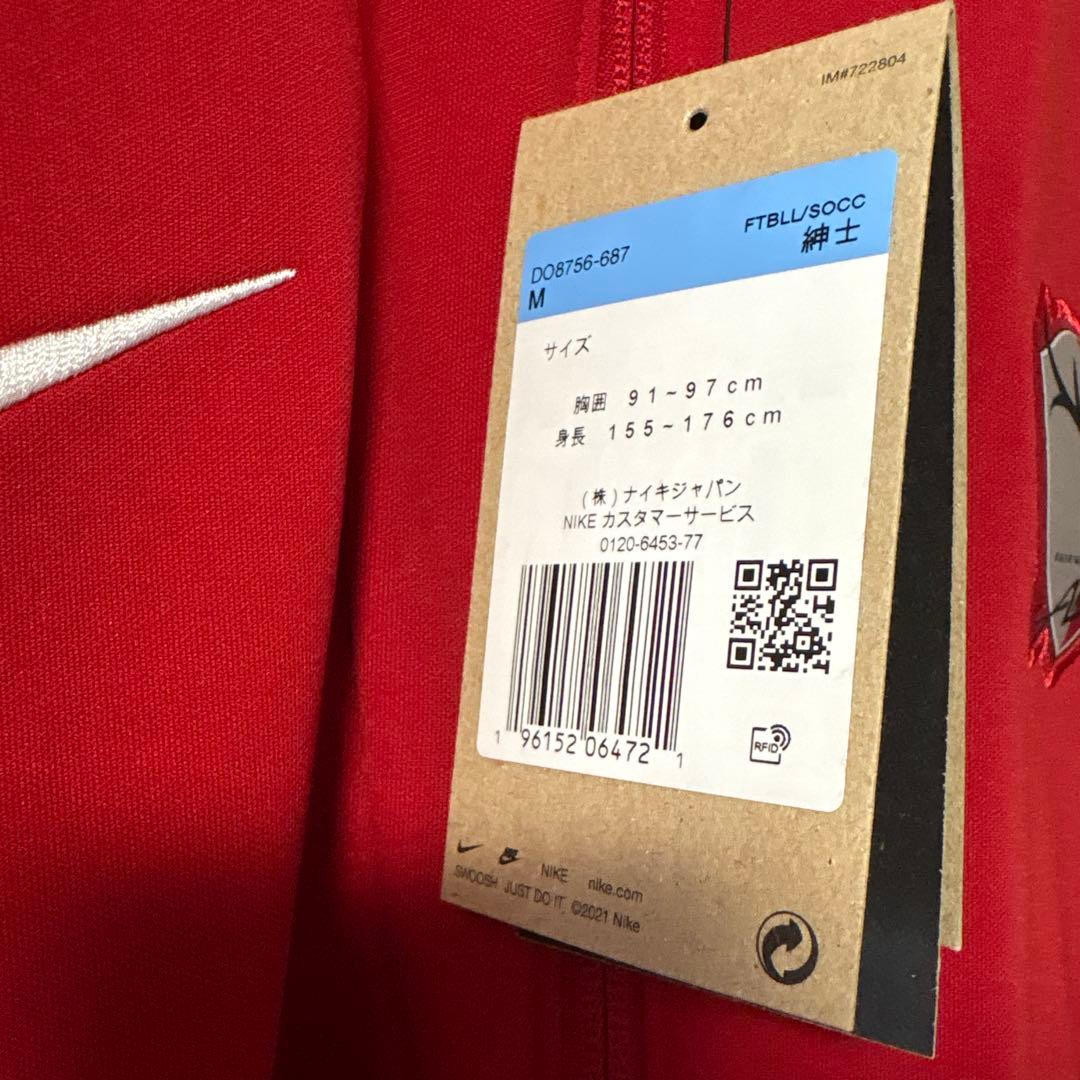 IM#722804
FTBLL/SOCC
紳士
DO8756-687
M
サイズ
胸囲 91~97cm
身長 155~176cm
(株)ナイキジャパン
NIKE カスタマーサービス
0120-6453-77
1 96152 06472 1
RFID
NIKE nike.com
SWOOSH JUST DO IT, ©2021 Nike